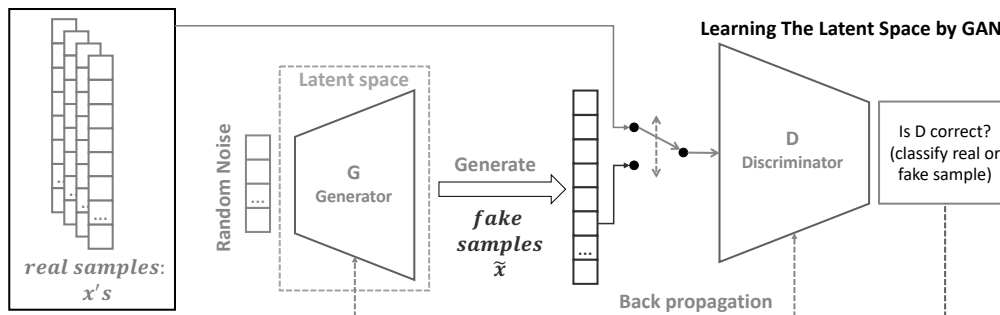 Learning The Latent Space by GAN
Latent space
Random Noise
...
G
Generator
Generate
fake
samples
x̃
...
D
Discriminator
Is D correct?
(classify real or
fake sample)
...
...
...
...
real samples:
x's
Back propagation